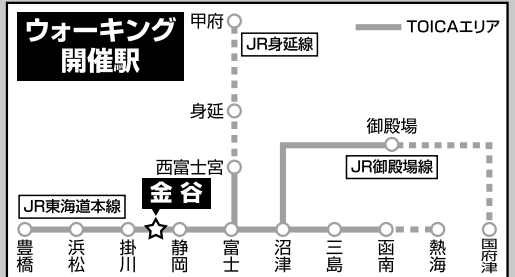 ウォーキング
開催駅
甲府
TOICAエリア
JR身延線
身延
御殿場
西富士宮
JR御殿場線
金谷
JR東海道本線
豊橋
浜松
掛川
静岡
富士
沼津
三島
函南
熱海
国府津